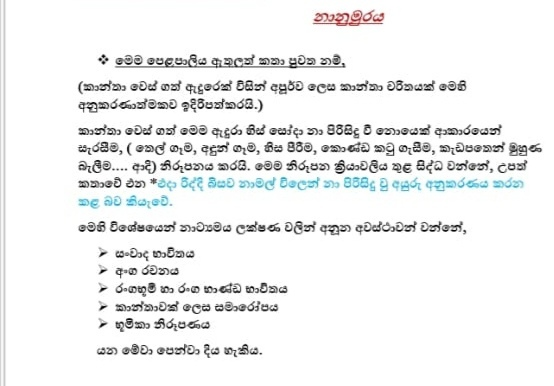 නානුමුරය
❖ මෙම පෙළපාලිය ඇතුලත් කතා පුවත නම්,
(කාන්තා වෙස් ගත් ඇදුරෙක් විසින් අපූර්ව ලෙස කාන්තා චරිතයක් මෙහි
අනුකරණාත්මකව ඉදිරිපත්කරයි.)
කාන්තා වෙස් ගත් මෙම ඇදුරා හිස් සෝදා නා පිරිසිදු වී නොයෙක් ආකාරයෙන්
සැරසීම, ( තෙල් ගෑම, අඳුන් ගෑම, හිස පීරීම, කොණ්ඩ කටු ගැසීම, කැඩපතෙන් මුහුණ
බැලීම.... ආදි) නිරූපනය කරයි. මෙම නිරූපන ක්‍රියාවලිය තුළ සිද්ධ වන්නේ, උපත්
කතාවේ එන *එදා රිද්දි බිසව නාමල් විලෙන් නා පිරිසිදු වු අයුරු අනුකරණය කරන
කළ බව කියැවේ.
මෙහි විශේෂයෙන් නාට්‍යමය ලක්ෂණ වලින් අනූන අවස්ථාවන් වන්නේ,
➢ සංවාද භාවිතය
➢ අංග රචනය
➢ රංගභූමි හා රංග භාණ්ඩ භාවිතය
➢ කාන්තාවක් ලෙස සමාරෝපය
➢ භූමිකා නිරූපණය
යන මේවා පෙන්වා දිය හැකිය.